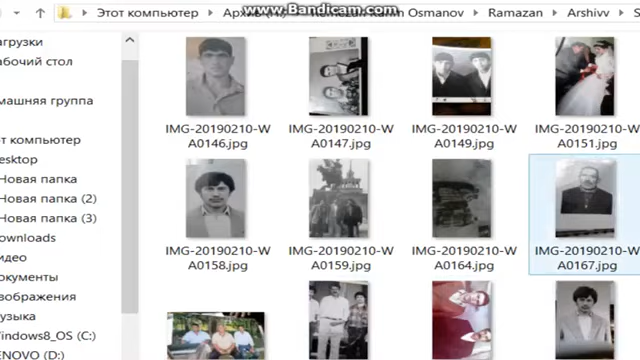 www.Bandicam.com
Этот компьютер
Osmanov
Ramazan
Arshivv
агрузки
абочий стол
машняя группа
т компьютер
esktop
Новая папка
Новая папка (2)
Новая папка (3)
ownloads
идео
окументы
зображения
узыка
indows8_OS (C:)
ENOVO (D:)
IMG-20190210-W
A0146.jpg
IMG-20190210-W
A0147.jpg
IMG-20190210-W
A0149.jpg
IMG-20190210-W
A0151.jpg
IMG-20190210-W
A0158.jpg
IMG-20190210-W
A0159.jpg
IMG-20190210-W
A0164.jpg
IMG-20190210-W
A0167.jpg